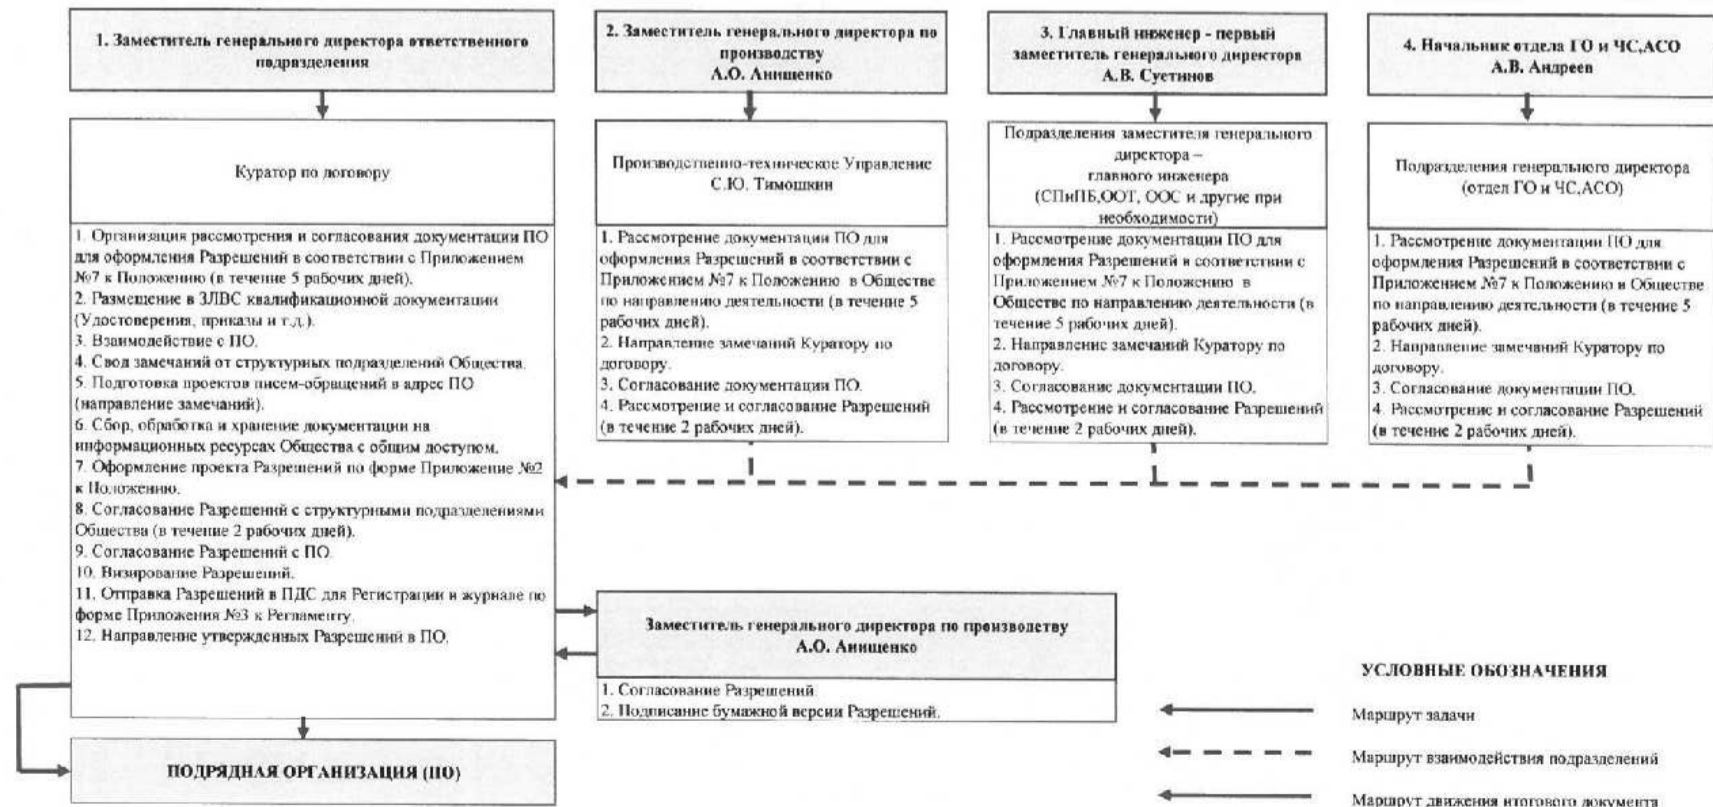 1. Заместитель генерального директора ответственного
подразделения
2. Заместитель генерального директора по
производству
А.О. Анищенко
3. Главный инженер - первый
заместитель генерального директора
А.В. Суетинов
4. Начальник отдела ГО и ЧС,АСО
А.В. Андреев
Куратор по договору
Производственно-техническое Управление
С.Ю. Тимошкин
Подразделения заместителя генерального
директора –
главного инженера
(СПиПБ,ООТ, ООС и другие при
необходимости)
Подразделения генерального директора
(отдел ГО и ЧС,АСО)
1. Организация рассмотрения и согласования документации ПО
для оформления Разрешений в соответствии с Приложением
№7 к Положению (в течение 5 рабочих дней).
2. Размещение в ЗЛВС квалификационной документации
(Удостоверения, приказы и т.д.).
3. Взаимодействие с ПО.
4. Свод замечаний от структурных подразделений Общества.
5. Подготовка проектов писем-обращений в адрес ПО
(направление замечаний).
6. Сбор, обработка и хранение документации на
информационных ресурсах Общества с общим доступом.
7. Оформление проекта Разрешений по форме Приложение №2
к Положению.
8. Согласование Разрешений с структурными подразделениями
Общества (в течение 2 рабочих дней).
9. Согласование Разрешений с ПО.
10. Визирование Разрешений.
11. Отправка Разрешений в ПДС для Регистрации и журнале по
форме Приложения №3 к Регламенту.
12. Направление утвержденных Разрешений в ПО.
1. Рассмотрение документации ПО для
оформления Разрешений в соответствии с
Приложением №7 к Положению в Обществе
по направлению деятельности (в течение 5
рабочих дней).
2. Направление замечаний Куратору по
договору.
3. Согласование документации ПО.
4. Рассмотрение и согласование Разрешений
(в течение 2 рабочих дней).
1. Рассмотрение документации ПО для
оформления Разрешений в соответствии с
Приложением №7 к Положению в
Обществе по направлению деятельности (в
течение 5 рабочих дней).
2. Направление замечаний Куратору по
договору.
3. Согласование документации ПО.
4. Рассмотрение и согласование Разрешений
(в течение 2 рабочих дней).
1. Рассмотрение документации ПО для
оформления Разрешений в соответствии с
Приложением №7 к Положению в Обществе
по направлению деятельности (в течение 5
рабочих дней).
2. Направление замечаний Куратору по
договору.
3. Согласование документации ПО.
4. Рассмотрение и согласование Разрешений
(в течение 2 рабочих дней).
Заместитель генерального директора по производству
А.О. Анищенко
1. Согласование Разрешений.
2. Подписание бумажной версии Разрешений.
ПОДРЯДНАЯ ОРГАНИЗАЦИЯ (ПО)
УСЛОВНЫЕ ОБОЗНАЧЕНИЯ
Маршрут задачи
Маршрут взаимодействия подразделений
Маршрут движения итогового документа